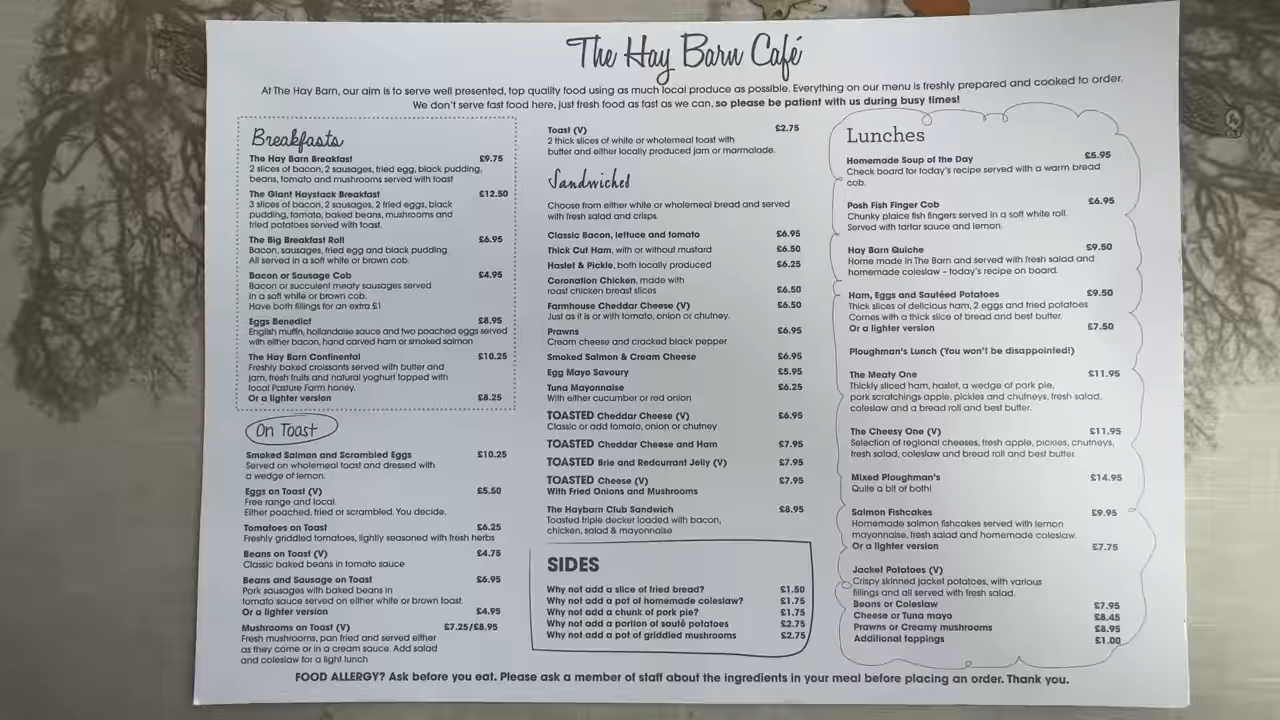 The Hay Barn Café
At The Hay Barn, our aim is to serve well presented, top quality food using as much local produce as possible. Everything on our menu is freshly prepared and cooked to order.
We don't serve fast food here, just fresh food as fast as we can, so please be patient with us during busy times!
Breakfasts
The Hay Barn Breakfast £9.75
2 slices of bacon, 2 sausages, fried egg, black pudding,
beans, tomato and mushrooms served with toast
The Giant Haystack Breakfast £12.50
3 slices of bacon, 2 sausages, 2 fried eggs, black
pudding, tomato, baked beans, mushrooms and
fried potatoes served with toast.
The Big Breakfast Roll £6.95
Bacon, sausages, fried egg and black pudding.
All served in a soft white or brown cob.
Bacon or Sausage Cob £4.95
Bacon or succulent meaty sausages served
in a soft white or brown cob.
Have both fillings for an extra £1
Eggs Benedict £8.95
English muffin, hollandaise sauce and two poached eggs served
with either bacon, hand carved ham or smoked salmon
The Hay Barn Continental £10.25
Freshly baked croissants served with butter and
jam, fresh fruits and natural yoghurt topped with
local Pasture Farm honey.
Or a lighter version £8.25
On Toast
Smoked Salmon and Scrambled Eggs £10.25
Served on wholemeal toast and dressed with
a wedge of lemon.
Eggs on Toast (V) £5.50
Free range and local.
Either poached, fried or scrambled. You decide.
Tomatoes on Toast £6.25
Freshly griddled tomatoes, lightly seasoned with fresh herbs
Beans on Toast (V) £4.75
Classic baked beans in tomato sauce
Beans and Sausage on Toast £6.95
Pork sausages with baked beans in
tomato sauce served on either white or brown toast.
Or a lighter version £4.95
Mushrooms on Toast (V) £7.25/£8.95
Fresh mushrooms, pan fried and served either
as they come or in a cream sauce. Add salad
and coleslaw for a light lunch
Toast (V) £2.75
2 thick slices of white or wholemeal toast with
butter and either locally produced jam or marmalade.
Sandwiches
Choose from either white or wholemeal bread and served
with fresh salad and crisps.
Classic Bacon, lettuce and tomato £6.95
Thick Cut Ham, with or without mustard £6.50
Haslet & Pickle, both locally produced £6.25
Coronation Chicken, made with
roast chicken breast slices £6.50
Farmhouse Cheddar Cheese (V) £6.50
Just as it is or with tomato, onion or chutney.
Prawns £6.95
Cream cheese and cracked black pepper
Smoked Salmon & Cream Cheese £6.95
Egg Mayo Savoury £5.95
Tuna Mayonnaise £6.25
With either cucumber or red onion
TOASTED Cheddar Cheese (V) £6.95
Classic or add tomato, onion or chutney
TOASTED Cheddar Cheese and Ham £7.95
TOASTED Brie and Redcurrant Jelly (V) £7.95
TOASTED Cheese (V) £7.95
With Fried Onions and Mushrooms
The Haybarn Club Sandwich £8.95
Toasted triple decker loaded with bacon,
chicken, salad & mayonnaise
SIDES
Why not add a slice of fried bread? £1.50
Why not add a pot of homemade coleslaw? £1.75
Why not add a chunk of pork pie? £1.75
Why not add a portion of sauté potatoes £2.75
Why not add a pot of griddled mushrooms £2.75
Lunches
Homemade Soup of the Day £5.95
Check board for today's recipe served with a warm bread
cob.
Posh Fish Finger Cob £6.95
Chunky plaice fish fingers served in a soft white roll.
Served with tartar sauce and lemon.
Hay Barn Quiche £9.50
Home made in The Barn and served with fresh salad and
homemade coleslaw – today's recipe on board.
Ham, Eggs and Sautéed Potatoes £9.50
Thick slices of delicious ham, 2 eggs and fried potatoes
Comes with a thick slice of bread and best butter.
Or a lighter version £7.50
Ploughman's Lunch (You won't be disappointed!)
The Meaty One £11.95
Thickly sliced ham, haslet, a wedge of pork pie,
pork scratchings apple, pickles and chutneys, fresh salad,
coleslaw and a bread roll and best butter.
The Cheesy One (V) £11.95
Selection of regional cheeses, fresh apple, pickles, chutneys,
fresh salad, coleslaw and bread roll and best butter.
Mixed Ploughman's £14.95
Quite a bit of both!
Salmon Fishcakes £9.95
Homemade salmon fishcakes served with lemon
mayonnaise, fresh salad and homemade coleslaw.
Or a lighter version £7.75
Jacket Potatoes (V)
Crispy skinned jacket potatoes, with various
fillings and all served with fresh salad.
Beans or Coleslaw £7.95
Cheese or Tuna mayo £8.45
Prawns or Creamy mushrooms £8.95
Additional toppings £1.00
FOOD ALLERGY? Ask before you eat. Please ask a member of staff about the ingredients in your meal before placing an order. Thank you.